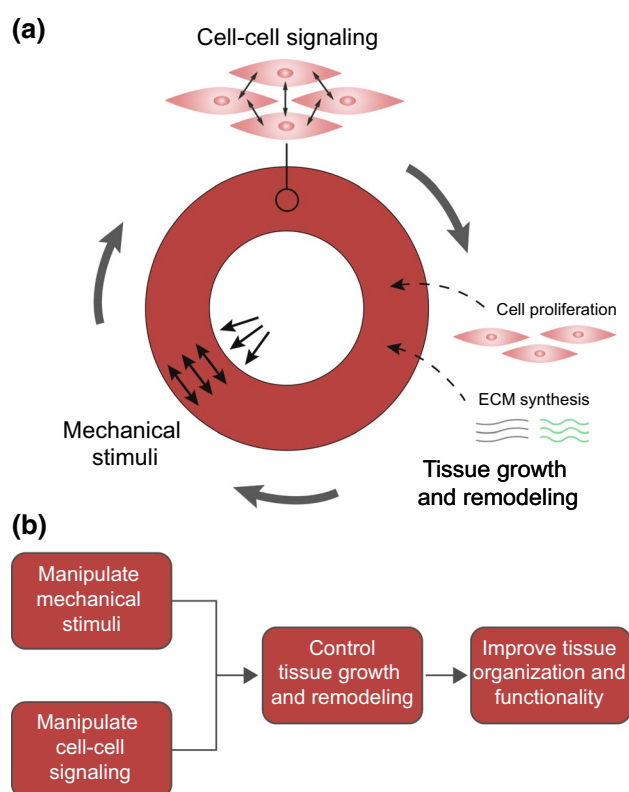 (a)
Cell-cell signaling
Cell proliferation
ECM synthesis
Mechanical
stimuli
Tissue growth
and remodeling
(b)
Manipulate
mechanical
stimuli
Control
tissue growth
and remodeling
Improve tissue
organization and
functionality
Manipulate
cell-cell
signaling